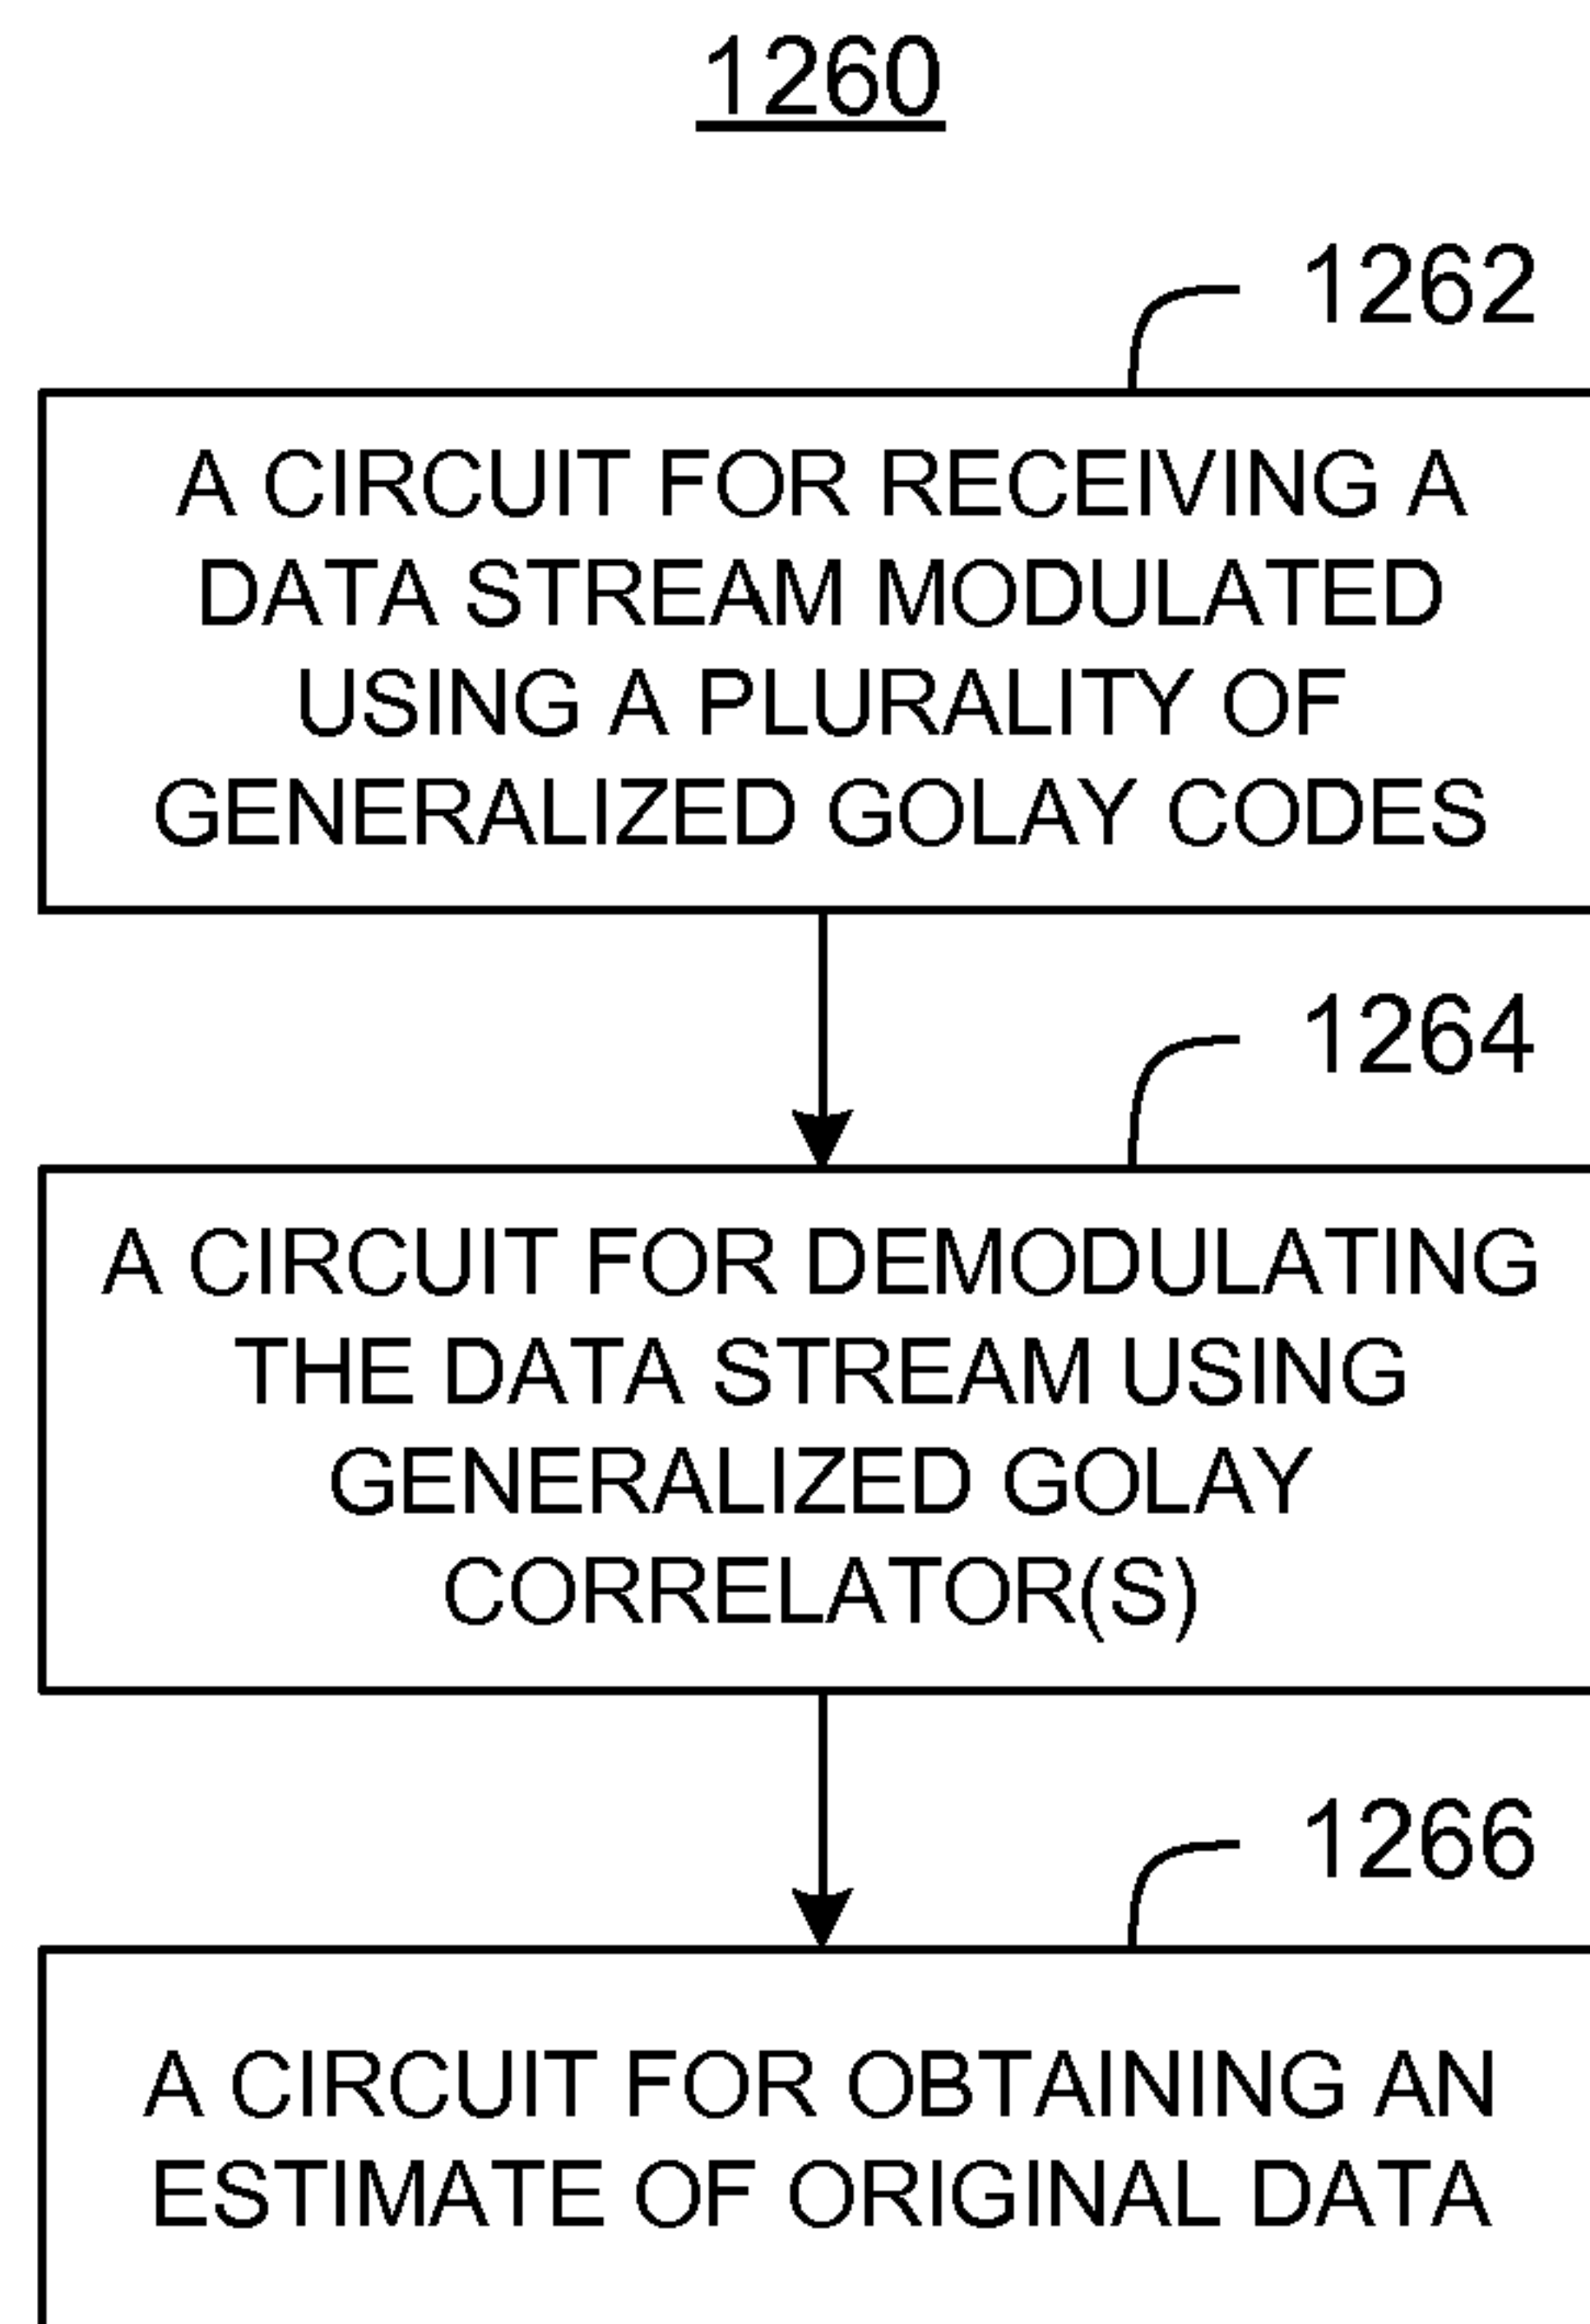 1260
1262
A CIRCUIT FOR RECEIVING A
DATA STREAM MODULATED
USING A PLURALITY OF
GENERALIZED GOLAY CODES
1264
A CIRCUIT FOR DEMODULATING
THE DATA STREAM USING
GENERALIZED GOLAY
CORRELATOR(S)
1266
A CIRCUIT FOR OBTAINING AN
ESTIMATE OF ORIGINAL DATA